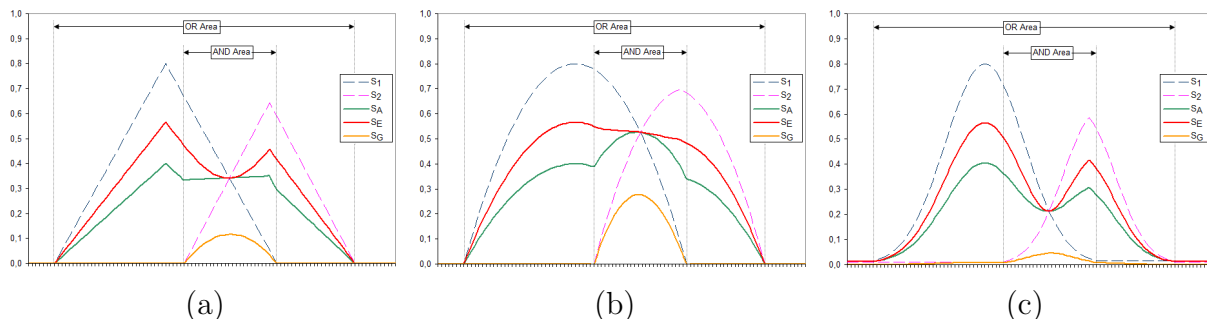 1,0
0,9
0,8
0,7
0,6
0,5
0,4
0,3
0,2
0,1
0,0
OR Area
AND Area
S1
S2
SA
SE
SG
(a)
1,0
0,9
0,8
0,7
0,6
0,5
0,4
0,3
0,2
0,1
0,0
OR Area
AND Area
S1
S2
SA
SE
SG
(b)
1,0
0,9
0,8
0,7
0,6
0,5
0,4
0,3
0,2
0,1
0,0
OR Area
AND Area
S1
S2
SA
SE
SG
(c)